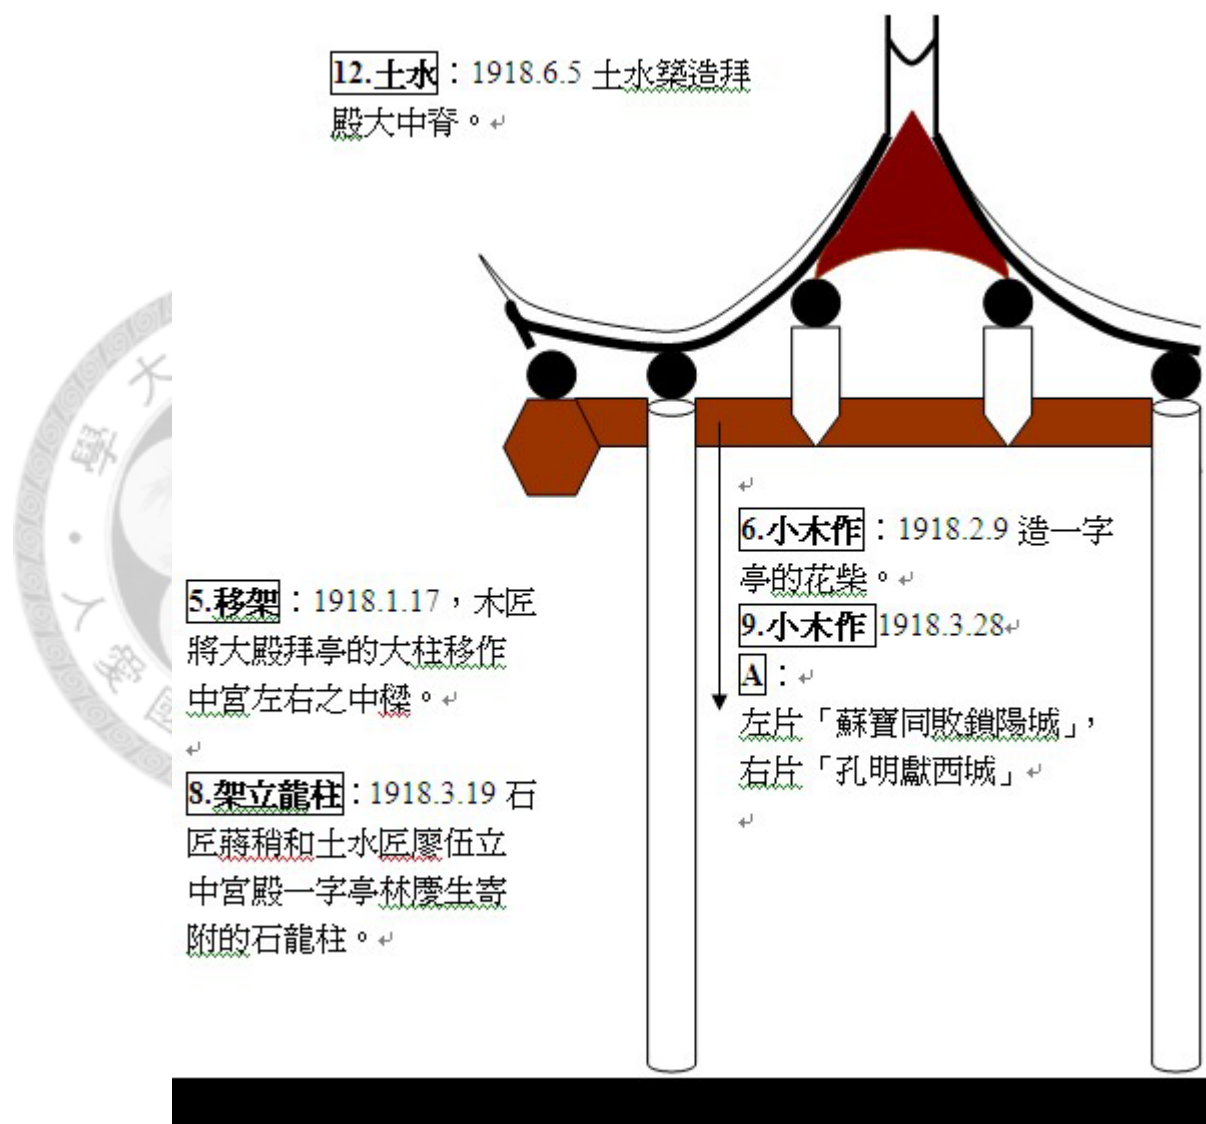 12.土水：1918.6.5 土水築造拜
殿大中脊。
6.小木作：1918.2.9 造一字
亭的花柴。
9.小木作 1918.3.28
A：
左片「蘇寶同敗鎖陽城」，
右片「孔明獻西城」
5.移架：1918.1.17，木匠
將大殿拜亭的大柱移作
中宮左右之中樑。
8.架立龍柱：1918.3.19 石
匠蔣稍和土水匠廖伍立
中宮殿一字亭林慶生寄
附的石龍柱。
大
學
·
人
愛
國